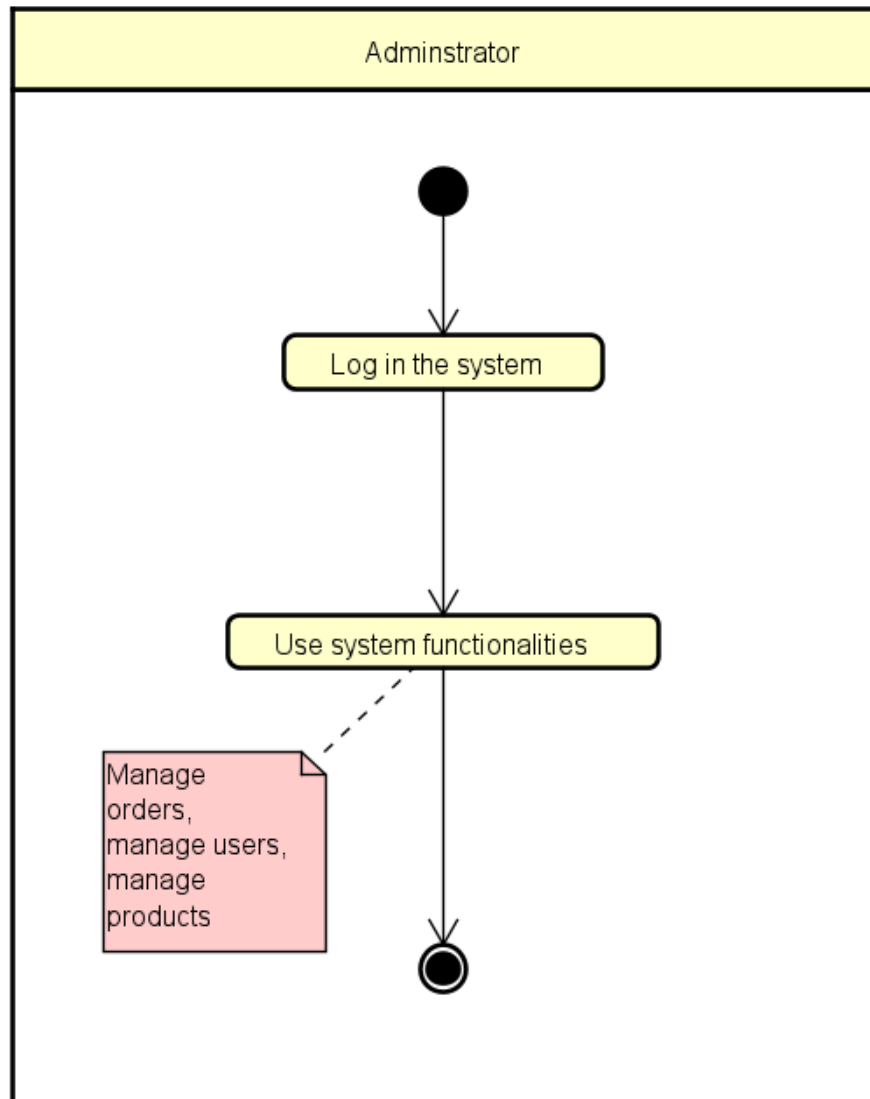 Adminstrator
Log in the system
Use system functionalities
Manage
orders,
manage users,
manage
products